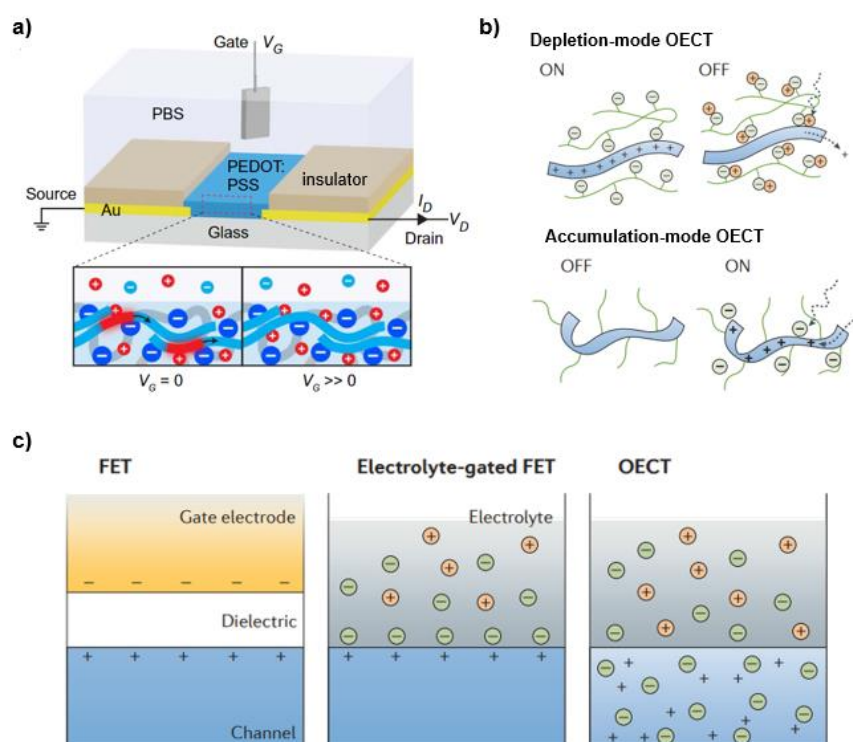 a)
Gate
V_G
PBS
PEDOT:
PSS
insulator
Source
Au
I_D
V_D
Glass
Drain
V_G = 0
V_G >> 0
b)
Depletion-mode OECT
ON
OFF
Accumulation-mode OECT
OFF
ON
c)
FET
Electrolyte-gated FET
OECT
Gate electrode
Electrolyte
Dielectric
Channel